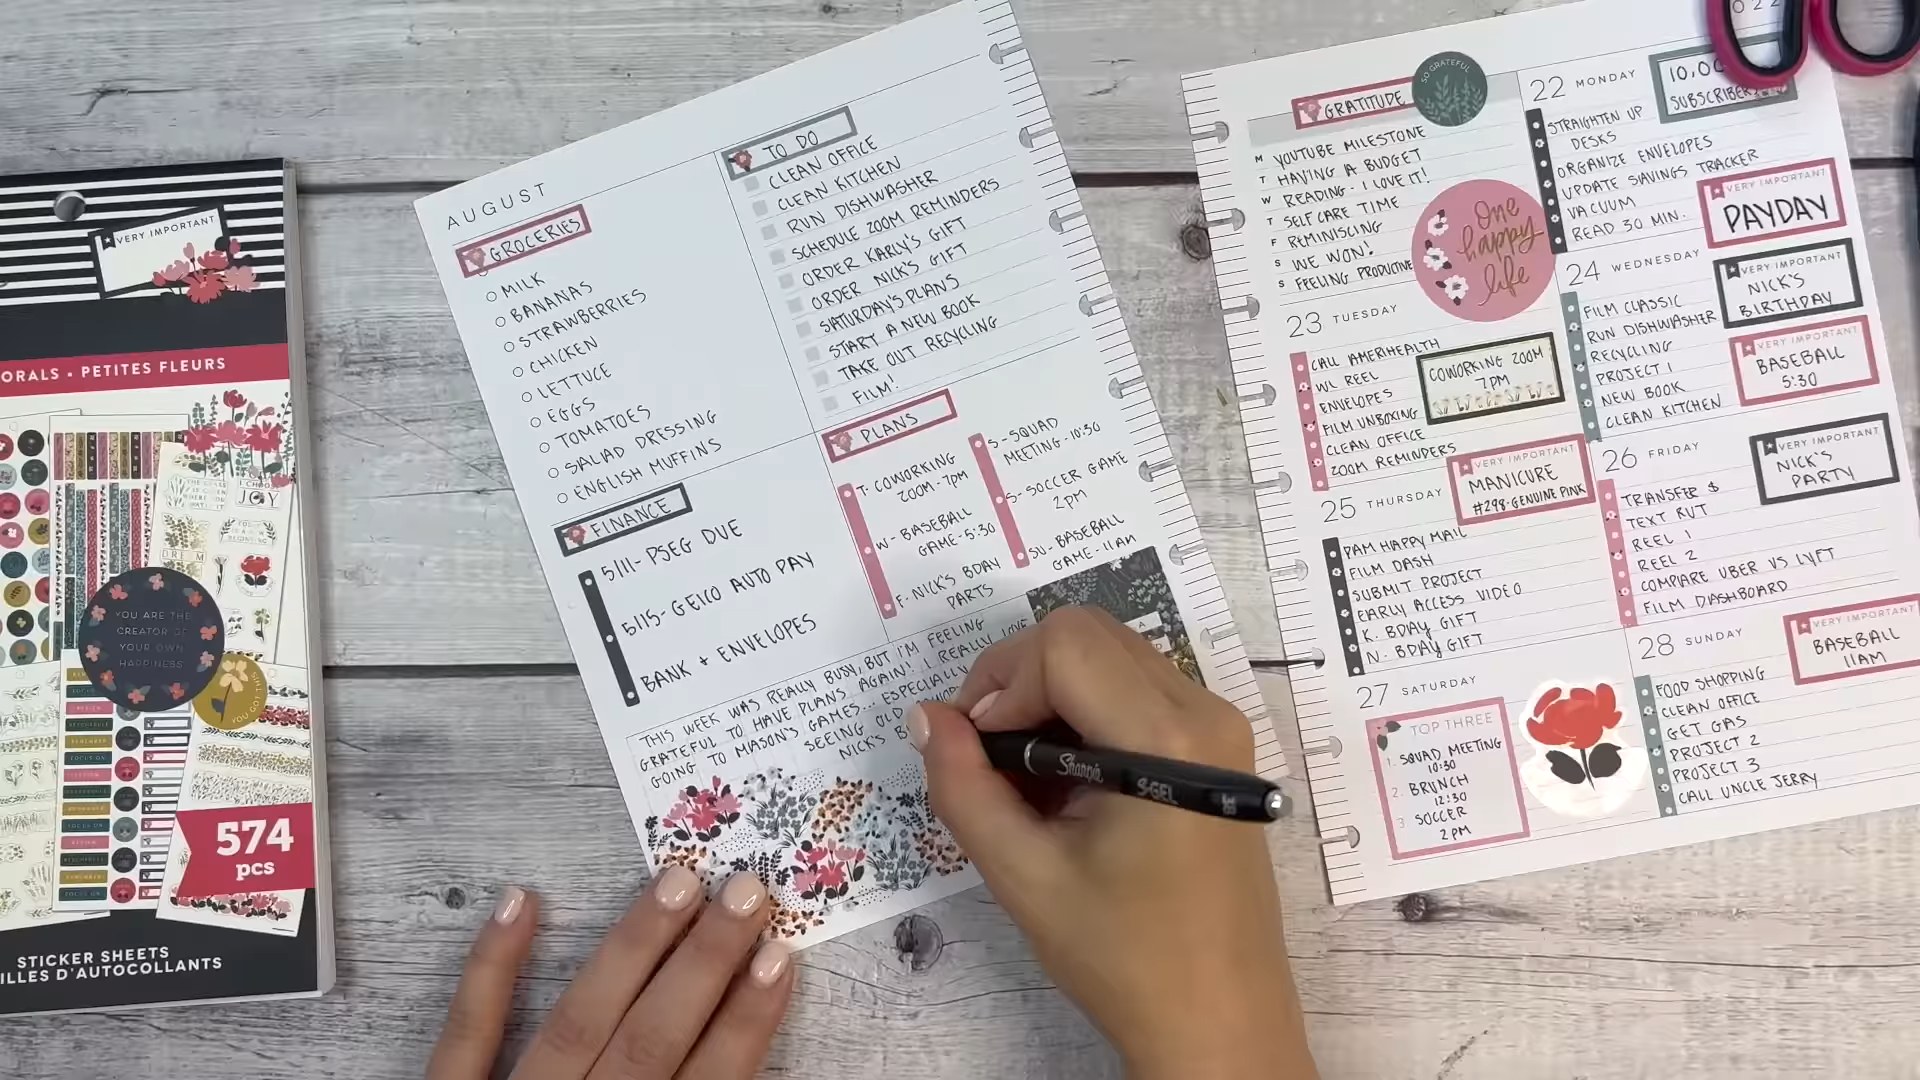 VERY IMPORTANT
ORALS • PETITES FLEURS
JOY
YOU ARE THE
CREATOR OF
YOUR OWN
HAPPINESS
YOU GOT THIS
574
pcs
STICKER SHEETS
ILLES D'AUTOCOLLANTS
AUGUST
GROCERIES
MILK
BANANAS
STRAWBERRIES
CHICKEN
LETTUCE
EGGS
TOMATOES
SALAD DRESSING
ENGLISH MUFFINS
TO DO
CLEAN OFFICE
CLEAN KITCHEN
RUN DISHWASHER
SCHEDULE ZOOM REMINDERS
ORDER KARLY'S GIFT
ORDER NICK'S GIFT
SATURDAY'S PLANS
START A NEW BOOK
TAKE OUT RECYCLING
FILM!
FINANCE
5111- PSEG DUE
5115- GEICO AUTO PAY
BANK + ENVELOPES
PLANS
T- COWORKING
ZOOM - 7PM
W- BASEBALL
GAME - 5:30
F- NICK'S BDAY
PARTS
S - SQUAD
MEETING - 10:30
S- SOCCER GAME
2PM
SU- BASEBALL
GAME - 11AM
THIS WEEK WAS REALLY BUSY, BUT I'M FEELING
GRATEFUL TO HAVE PLANS AGAIN! I REALLY LOVE
GOING TO MASON'S GAMES... ESPECIALLY
SEEING OLD
NICK'S B
Sharpie S-GEL
GRATITUDE
SO GRATEFUL
M YOUTUBE MILESTONE
T HAVING A BUDGET
W READING - I LOVE IT!
T SELF CARE TIME
F REMINISCING
S WE WON!
S FEELING PRODUCTIVE
One
happy
life
22 MONDAY
10,00
SUBSCRIBERS
STRAIGHTEN UP
DESKS
ORGANIZE ENVELOPES
UPDATE SAVINGS TRACKER
VACUUM
READ 30 MIN.
VERY IMPORTANT
PAYDAY
23 TUESDAY
CALL AMERIHEALTH
WL REEL
ENVELOPES
FILM UNBOXING
CLEAN OFFICE
ZOOM REMINDERS
COWORKING ZOOM
7PM
24 WEDNESDAY
FILM CLASSIC
RUN DISHWASHER
RECYCLING
PROJECT 1
NEW BOOK
CLEAN KITCHEN
VERY IMPORTANT
NICK'S
BIRTHDAY
VERY IMPORTANT
BASEBALL
5:30
25 THURSDAY
VERY IMPORTANT
MANICURE
#298-GENUINE PINK
PAM HAPPY MAIL
FILM DASH
SUBMIT PROJECT
EARLY ACCESS VIDEO
K. BDAY GIFT
N. BDAY GIFT
26 FRIDAY
TRANSFER $
TEXT RUT
REEL 1
REEL 2
COMPARE UBER VS LYFT
FILM DASHBOARD
VERY IMPORTANT
NICK'S
PARTY
27 SATURDAY
TOP THREE
1. SQUAD MEETING
10:30
2. BRUNCH
12:30
3. SOCCER
2 PM
28 SUNDAY
FOOD SHOPPING
CLEAN OFFICE
GET GAS
PROJECT 2
PROJECT 3
CALL UNCLE JERRY
VERY IMPORTANT
BASEBALL
11AM